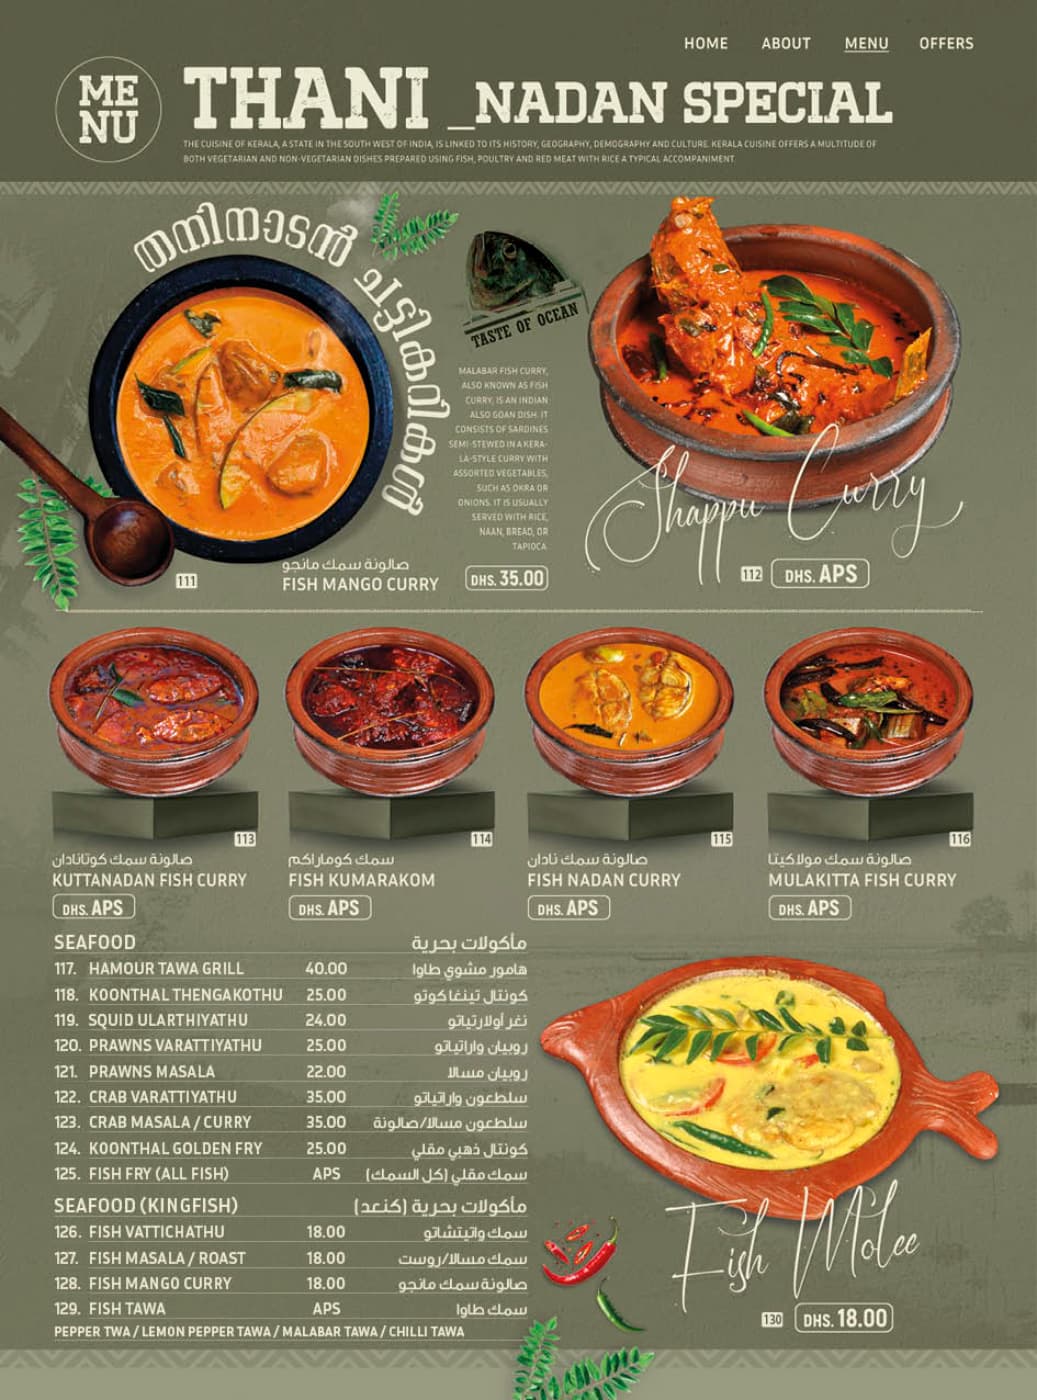 HOME ABOUT MENU OFFERS
ME
NU
THANI _NADAN SPECIAL
THE CUISINE OF KERALA, A STATE IN THE SOUTH WEST OF INDIA, IS LINKED TO ITS HISTORY, GEOGRAPHY, DEMOGRAPHY AND CULTURE. KERALA CUISINE OFFERS A MULTITUDE OF
BOTH VEGETARIAN AND NON-VEGETARIAN DISHES PREPARED USING FISH, POULTRY AND RED MEAT WITH RICE A TYPICAL ACCOMPANIMENT.
തനിനാടൻ ചട്ടികറികൾ
TASTE OF OCEAN
MALABAR FISH CURRY,
ALSO KNOWN AS FISH
CURRY, IS AN INDIAN
ALSO GOAN DISH. IT
CONSISTS OF SARDINES
SEMI-STEWED IN A KERA-
LA-STYLE CURRY WITH
ASSORTED VEGETABLES,
SUCH AS OKRA OR
ONIONS. IT IS USUALLY
SERVED WITH RICE,
NAAN, BREAD, OR
TAPIOCA.
111
صالونة سمك مانجو
FISH MANGO CURRY
DHS. 35.00
Shappu Curry
112
DHS. APS
113
صالونة سمك كوتانادان
KUTTANADAN FISH CURRY
DHS. APS
114
سمك كوماراكم
FISH KUMARAKOM
DHS. APS
115
صالونة سمك نادان
FISH NADAN CURRY
DHS. APS
116
صالونة سمك مولاكيتا
MULAKITTA FISH CURRY
DHS. APS
SEAFOOD مأكولات بحرية
117. HAMOUR TAWA GRILL 40.00 هامور مشوي طاوا
118. KOONTHAL THENGAKOTHU 25.00 كونتال تينغا كوتو
119. SQUID ULARTHIYATHU 24.00 نغر أولارتياتو
120. PRAWNS VARATTIYATHU 25.00 روبيان واراتياتو
121. PRAWNS MASALA 22.00 روبيان مسالا
122. CRAB VARATTIYATHU 35.00 سلطعون واراتياتو
123. CRAB MASALA / CURRY 35.00 سلطعون مسالا/صالونة
124. KOONTHAL GOLDEN FRY 25.00 كونتال ذهبي مقلي
125. FISH FRY (ALL FISH) APS سمك مقلي (كل السمك)
SEAFOOD (KINGFISH) مأكولات بحرية (كنعد)
126. FISH VATTICHATHU 18.00 سمك واتيتشاتو
127. FISH MASALA / ROAST 18.00 سمك مسالا/روست
128. FISH MANGO CURRY 18.00 صالونة سمك مانجو
129. FISH TAWA APS سمك طاوا
PEPPER TWA / LEMON PEPPER TAWA / MALABAR TAWA / CHILLI TAWA
Fish Molee
130
DHS. 18.00